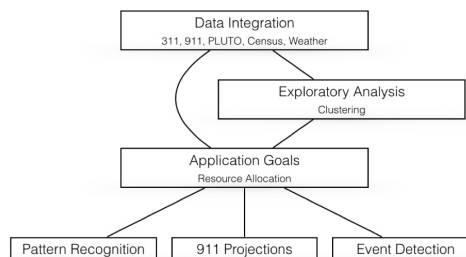 Data Integration
311, 911, PLUTO, Census, Weather
Exploratory Analysis
Clustering
Application Goals
Resource Allocation
Pattern Recognition
911 Projections
Event Detection